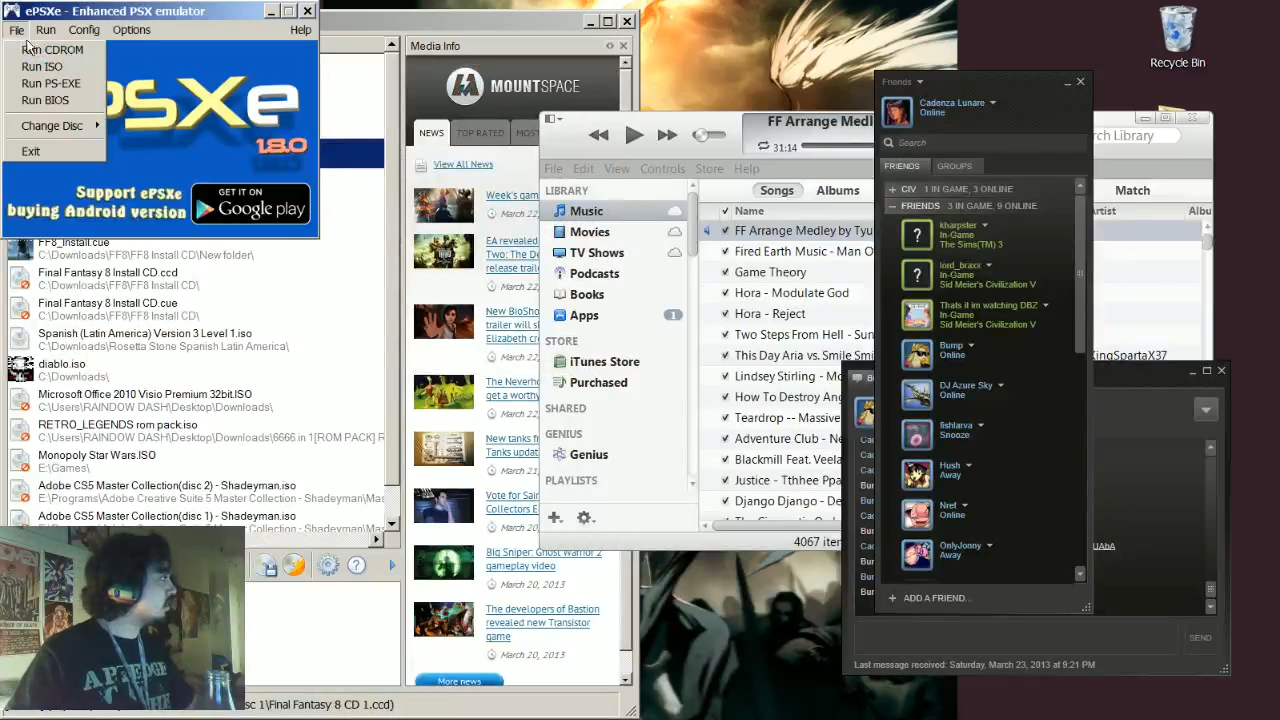 ePSXe - Enhanced PSX emulator
File Run Config Options Help
Run CDROM
Run ISO
Run PS-EXE
Run BIOS
Change Disc
Exit
PSXe
1.8.0
Support ePSXe
buying Android version
GET IT ON
Google play
FF8_Install.cue
C:\Downloads\FF8\FF8 Install\New folder\
Final Fantasy 8 Install CD.ccd
C:\Downloads\FF8\FF8 Install CD\
Final Fantasy 8 Install CD.cue
C:\Downloads\FF8\FF8 Install CD\
Spanish (Latin America) Version 3 Level 1.iso
C:\Downloads\Rosetta Stone Spanish Latin America\
diablo.iso
C:\Downloads\
Microsoft Office 2010 Visio Premium 32bit.ISO
C:\Users\RAINDOW DASH\Desktop\Downloads\
RETRO_LEGENDS rom pack.iso
C:\Users\RAINDOW DASH\Desktop\Downloads\6666 in 1[ROM PACK] R
Monopoly Star Wars.ISO
E:\Games\
Adobe CS5 Master Collection(disc 2) - Shadeyman.iso
E:\Programs\Adobe Creative Suite 5 Master Collection - Shadeyman\Mas
Adobe CS5 Master Collection(disc 1) - Shadeyman.iso
sc 1\Final Fantasy 8 CD 1.ccd)
Media Info
MOUNTSPACE
NEWS TOP RATED MOS
View All News
Week's gam
March 22,
EA revealed
Two: The De
release traile
March 22,
New BioSho
trailer will sh
Elizabeth cre
March 22,
The Neverho
get a worthy
March 22,
New tanks fr
Tanks updat
March 21,
Vote for Sain
Collectors E
March 20,
Big Sniper: Ghost Warrior 2
gameplay video
March 20, 2013
The developers of Bastion
revealed new Transistor
game
March 20, 2013
More news
FF Arrange Medle
31:14
ch Library
File Edit View Controls Store Help
Songs Albums Match
LIBRARY
Music
Movies
TV Shows
Podcasts
Books
Apps 1
STORE
iTunes Store
Purchased
SHARED
GENIUS
Genius
PLAYLISTS
Name Artist Albu
FF Arrange Medley by Tyu
Fired Earth Music - Man O
Game Theory
Hora - Modulate God
Hora - Reject
Two Steps From Hell - Sun
This Day Aria vs. Smile Smi
KingSpartaX37
Lindsey Stirling - Minimal
How To Destroy Ang
Teardrop -- Massive
Adventure Club - Ne
Blackmill Feat. Veela
Justice - Tthhee Ppa
Django Django - De
4067 iten
Friends
Cadenza Lunare
Online
Search
FRIENDS GROUPS
CIV 1 IN GAME, 3 ONLINE
FRIENDS 3 IN GAME, 9 ONLINE
kharpster
In-Game
The Sims(TM) 3
lord_braxx
In-Game
Sid Meier's Civilization V
Thats it im watching DBZ
In-Game
Sid Meier's Civilization V
Bump
Online
DJ Azure Sky
Online
fishlarva
Snooze
Hush
Away
Nret
Online
OnlyJonny
Away
ADD A FRIEND...
UAbA
SEND
Last message received: Saturday, March 23, 2013 at 9:21 PM
Recycle Bin